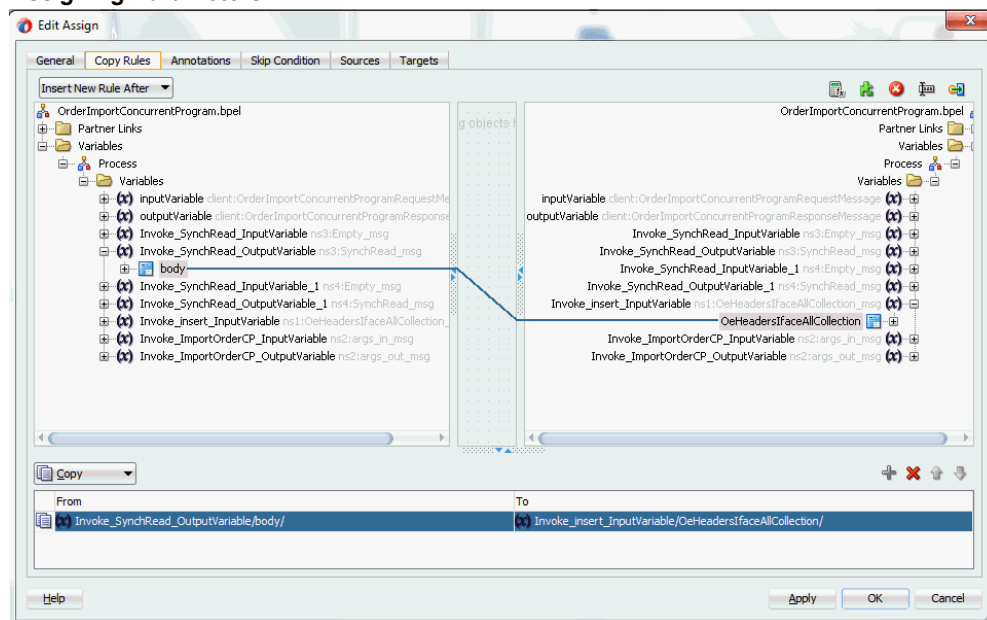 Edit Assign
General Copy Rules Annotations Skip Condition Sources Targets
Insert New Rule After
OrderImportConcurrentProgram.bpel
Partner Links
Variables
Process
Variables
(x) inputVariable client:OrderImportConcurrentProgramRequestMe
(x) outputVariable client:OrderImportConcurrentProgramResponse
(x) Invoke_SynchRead_InputVariable ns3:Empty_msg
(x) Invoke_SynchRead_OutputVariable ns3:SynchRead_msg
body
(x) Invoke_SynchRead_InputVariable_1 ns4:Empty_msg
(x) Invoke_SynchRead_OutputVariable_1 ns4:SynchRead_msg
(x) Invoke_insert_InputVariable ns1:OeHeadersIfaceAllCollection_
(x) Invoke_ImportOrderCP_InputVariable ns2:args_in_msg
(x) Invoke_ImportOrderCP_OutputVariable ns2:args_out_msg
g objects
OrderImportConcurrentProgram.bpel
Partner Links
Variables
Process
Variables
inputVariable client:OrderImportConcurrentProgramRequestMessage (x)
outputVariable client:OrderImportConcurrentProgramResponseMessage (x)
Invoke_SynchRead_InputVariable ns3:Empty_msg (x)
Invoke_SynchRead_OutputVariable ns3:SynchRead_msg (x)
Invoke_SynchRead_InputVariable_1 ns4:Empty_msg (x)
Invoke_SynchRead_OutputVariable_1 ns4:SynchRead_msg (x)
Invoke_insert_InputVariable ns1:OeHeadersIfaceAllCollection_msg (x)
OeHeadersIfaceAllCollection
Invoke_ImportOrderCP_InputVariable ns2:args_in_msg (x)
Invoke_ImportOrderCP_OutputVariable ns2:args_out_msg (x)
Copy
From To
(x) Invoke_SynchRead_OutputVariable/body/ (x) Invoke_insert_InputVariable/OeHeadersIfaceAllCollection/
Help Apply OK Cancel